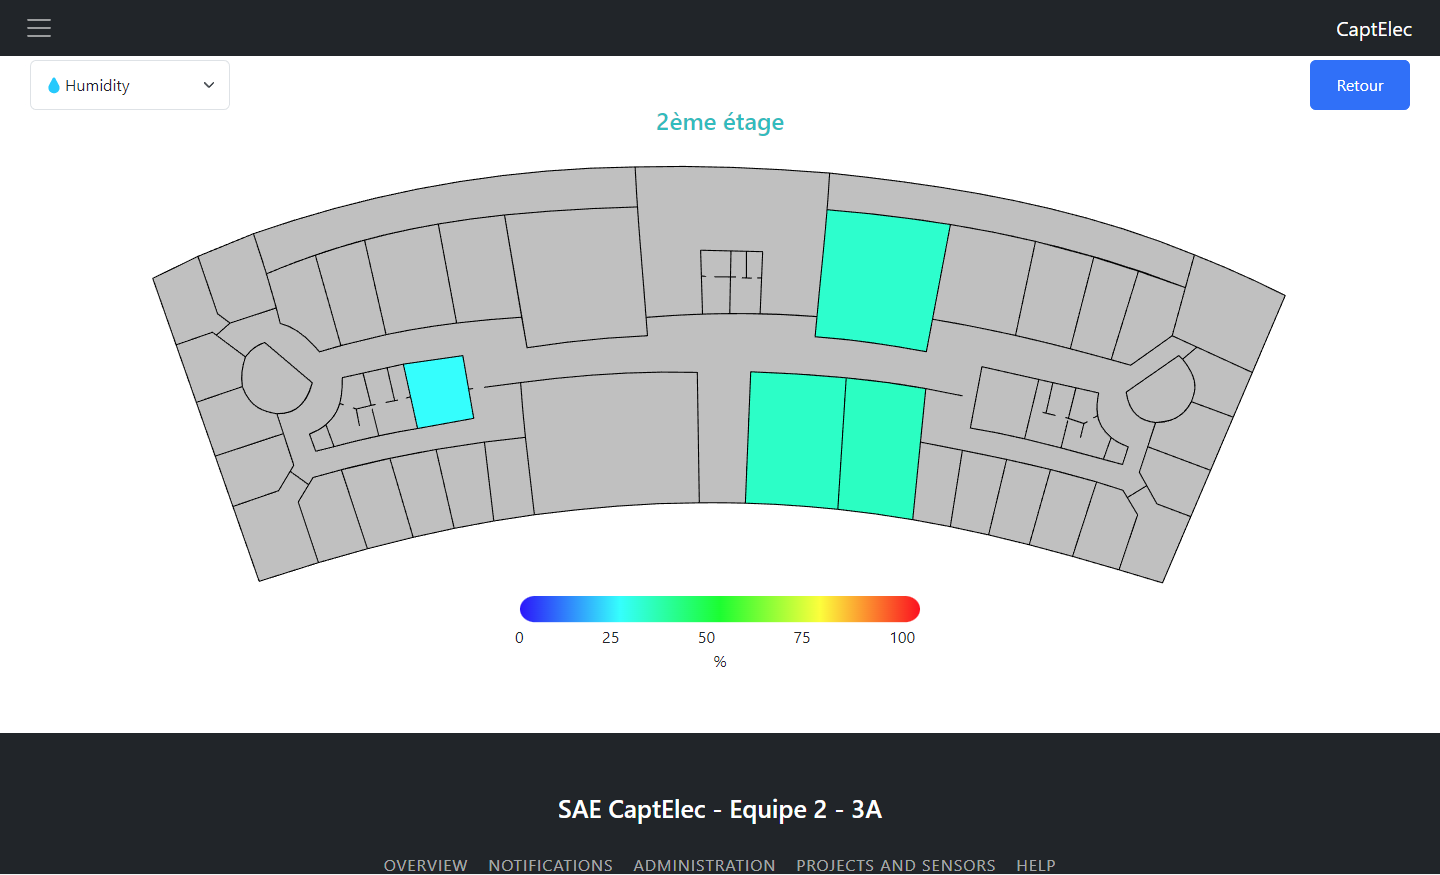 CaptElec
Humidity
Retour
2ème étage
0 25 50 75 100
%
SAE CaptElec - Equipe 2 - 3A
OVERVIEW NOTIFICATIONS ADMINISTRATION PROJECTS AND SENSORS HELP